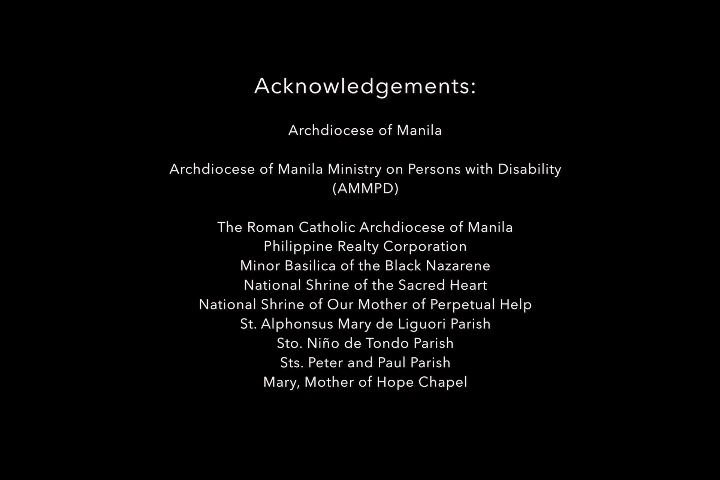 Acknowledgements:
Archdiocese of Manila
Archdiocese of Manila Ministry on Persons with Disability
(AMMPD)
The Roman Catholic Archdiocese of Manila
Philippine Realty Corporation
Minor Basilica of the Black Nazarene
National Shrine of the Sacred Heart
National Shrine of Our Mother of Perpetual Help
St. Alphonsus Mary de Liguori Parish
Sto. Niño de Tondo Parish
Sts. Peter and Paul Parish
Mary, Mother of Hope Chapel